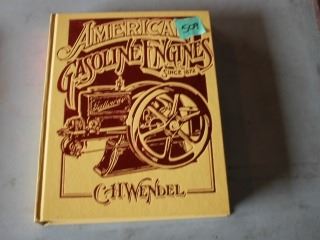 AMERICAN
GASOLINE ENGINES
SINCE 1872
C·H·WENDEL